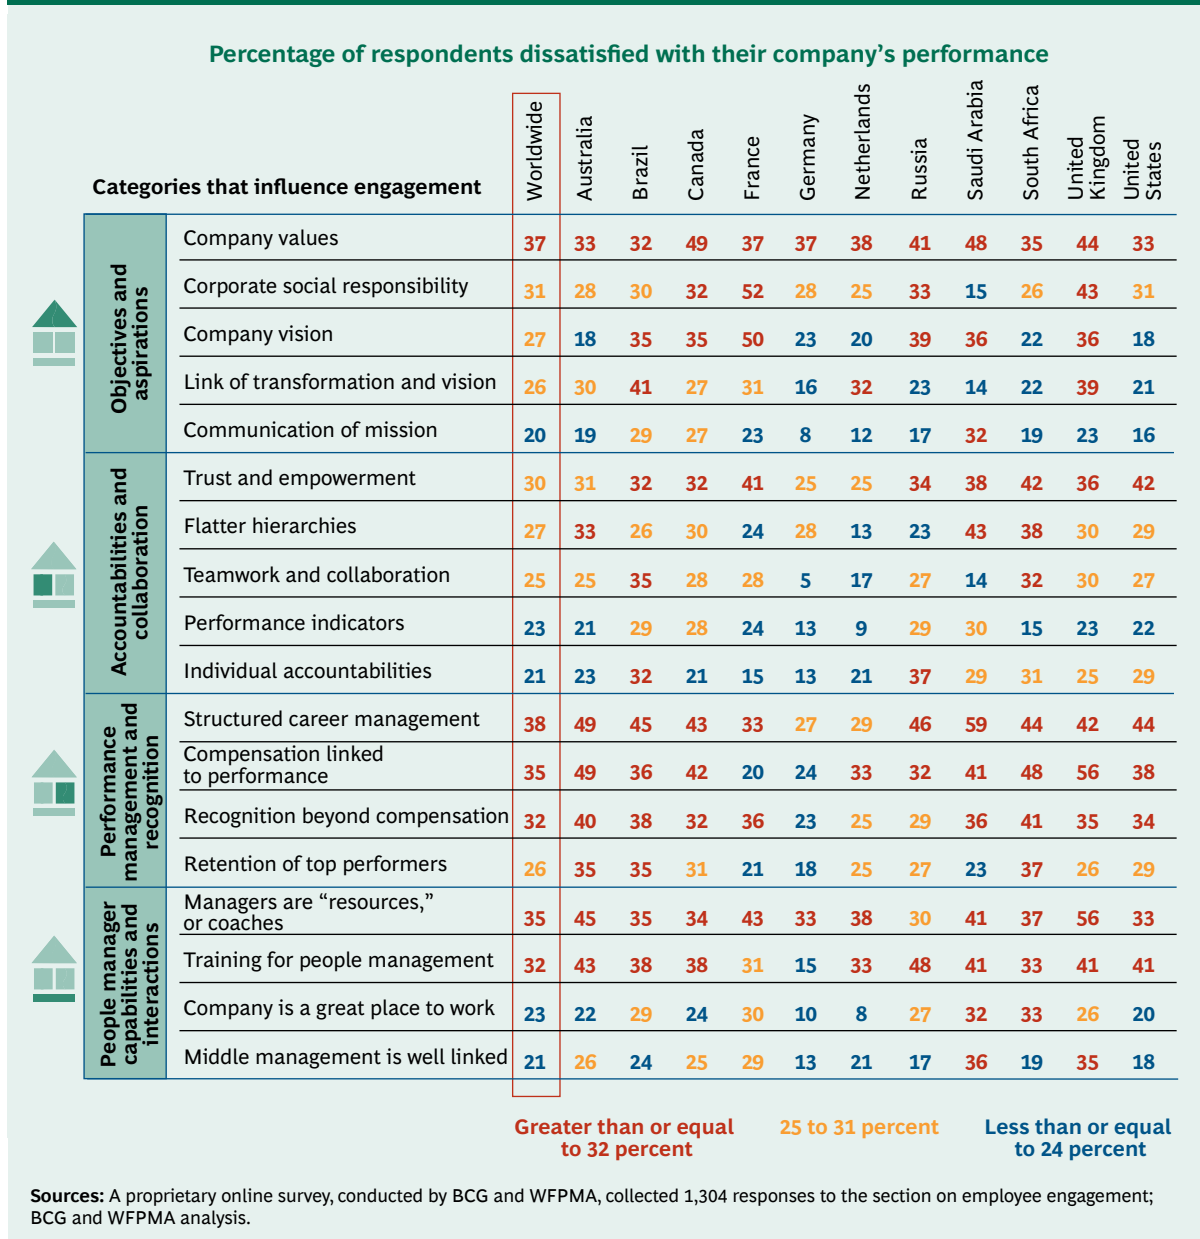 Percentage of respondents dissatisfied with their company's performance
Categories that influence engagement
Worldwide
Australia
Brazil
Canada
France
Germany
Netherlands
Russia
Saudi Arabia
South Africa
United
Kingdom
United
States
Objectives and
aspirations
Company values 37 33 32 49 37 37 38 41 48 35 44 33
Corporate social responsibility 31 28 30 32 52 28 25 33 15 26 43 31
Company vision 27 18 35 35 50 23 20 39 36 22 36 18
Link of transformation and vision 26 30 41 27 31 16 32 23 14 22 39 21
Communication of mission 20 19 29 27 23 8 12 17 32 19 23 16
Accountabilities and
collaboration
Trust and empowerment 30 31 32 32 41 25 25 34 38 42 36 42
Flatter hierarchies 27 33 26 30 24 28 13 23 43 38 30 29
Teamwork and collaboration 25 25 35 28 28 5 17 27 14 32 30 27
Performance indicators 23 21 29 28 24 13 9 29 30 15 23 22
Individual accountabilities 21 23 32 21 15 13 21 37 29 31 25 29
Performance
management and
recognition
Structured career management 38 49 45 43 33 27 29 46 59 44 42 44
Compensation linked
to performance 35 49 36 42 20 24 33 32 41 48 56 38
Recognition beyond compensation 32 40 38 32 36 23 25 29 36 41 35 34
Retention of top performers 26 35 35 31 21 18 25 27 23 37 26 29
People manager
capabilities and
interactions
Managers are "resources,"
or coaches 35 45 35 34 43 33 38 30 41 37 56 33
Training for people management 32 43 38 38 31 15 33 48 41 33 41 41
Company is a great place to work 23 22 29 24 30 10 8 27 32 33 26 20
Middle management is well linked 21 26 24 25 29 13 21 17 36 19 35 18
Greater than or equal
to 32 percent
25 to 31 percent
Less than or equal
to 24 percent
Sources: A proprietary online survey, conducted by BCG and WFPMA, collected 1,304 responses to the section on employee engagement;
BCG and WFPMA analysis.